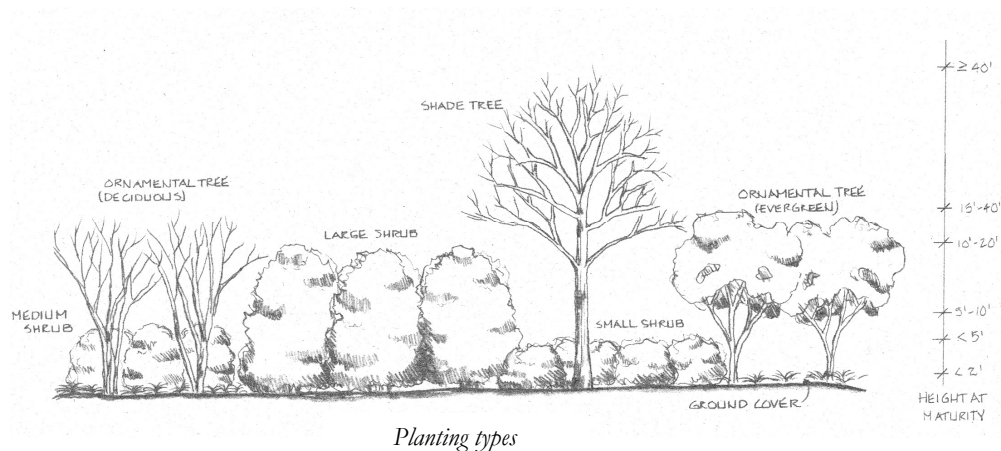 SHADE TREE
ORNAMENTAL TREE
(DECIDUOUS)
ORNAMENTAL TREE
(EVERGREEN)
LARGE SHRUB
MEDIUM
SHRUB
SMALL SHRUB
GROUND COVER
≥ 40'
15'-40'
10'-20'
5'-10'
< 5'
< 2'
HEIGHT AT
MATURITY
Planting types